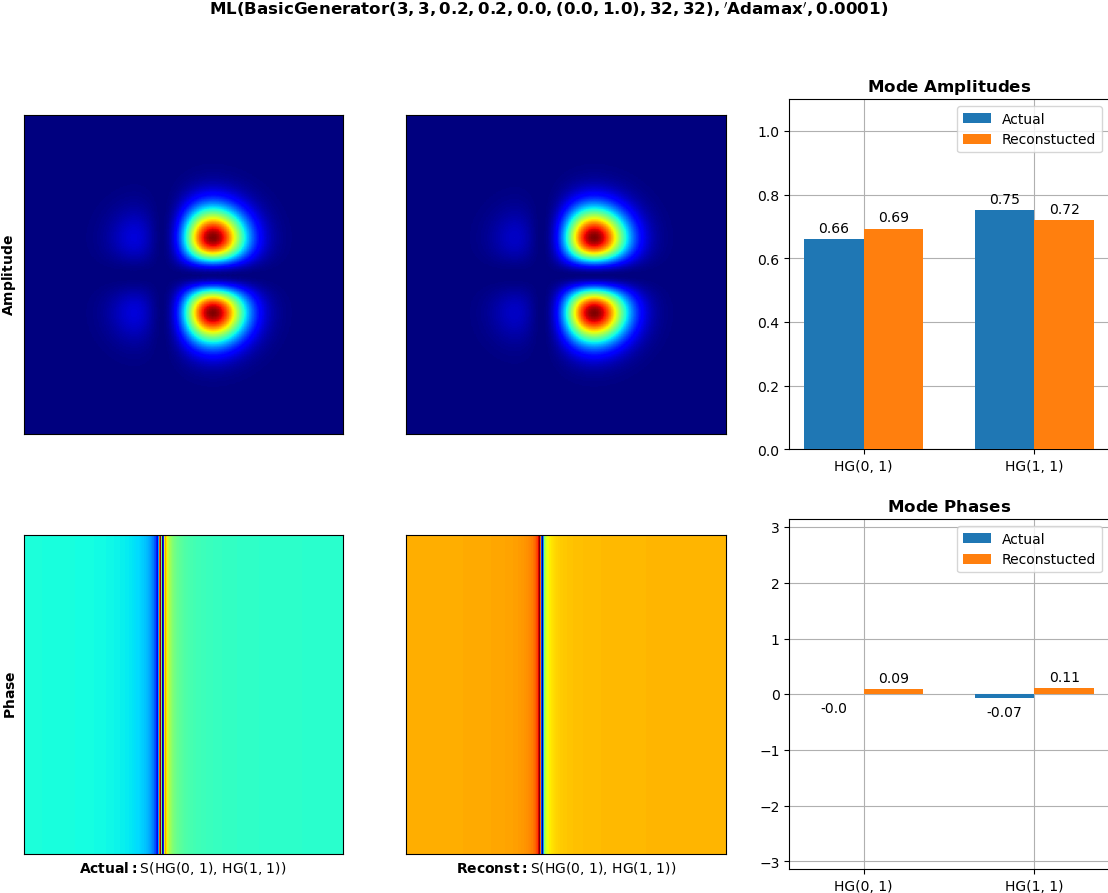 ML(BasicGenerator(3, 3, 0.2, 0.2, 0.0, (0.0, 1.0), 32, 32), ′Adamax′, 0.0001)
Amplitude
Mode Amplitudes
Actual
Reconstucted
1.0
0.8
0.6
0.4
0.2
0.0
0.66
0.69
0.75
0.72
HG(0, 1)
HG(1, 1)
Phase
Actual: S(HG(0, 1), HG(1, 1))
Reconst: S(HG(0, 1), HG(1, 1))
Mode Phases
Actual
Reconstucted
3
2
1
0
−1
−2
−3
-0.0
0.09
-0.07
0.11
HG(0, 1)
HG(1, 1)